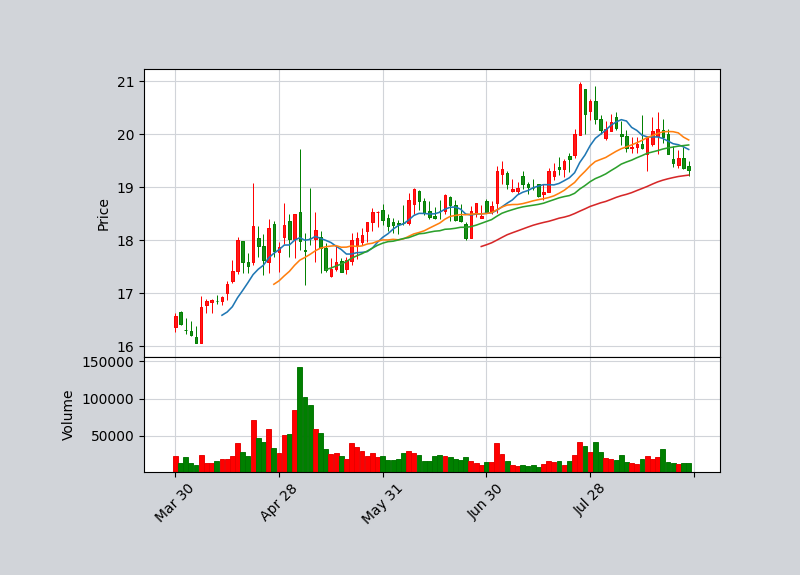 21
20
19
18
17
16
Price
150000
100000
50000
Volume
Mar 30
Apr 28
May 31
Jun 30
Jul 28